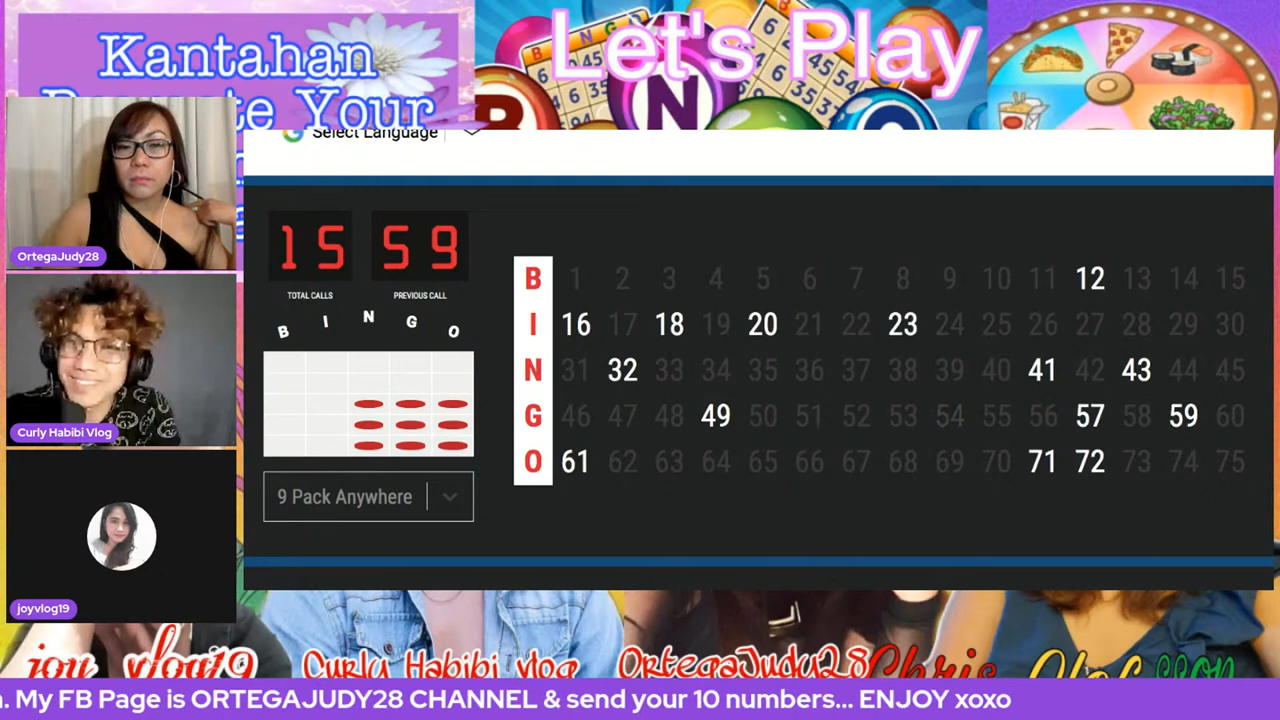 Kantahan
Let's Play
Select Language
OrtegaJudy28
Curly Habibi Vlog
joyvlog19
15 59
TOTAL CALLS PREVIOUS CALL
B I N G O
9 Pack Anywhere
B 1 2 3 4 5 6 7 8 9 10 11 12 13 14 15
I 16 17 18 19 20 21 22 23 24 25 26 27 28 29 30
N 31 32 33 34 35 36 37 38 39 40 41 42 43 44 45
G 46 47 48 49 50 51 52 53 54 55 56 57 58 59 60
O 61 62 63 64 65 66 67 68 69 70 71 72 73 74 75
joy vlog19 Curly Habibi vlog OrtegaJudy28 Chris
My FB Page is ORTEGAJUDY28 CHANNEL & send your 10 numbers... ENJOY xoxo